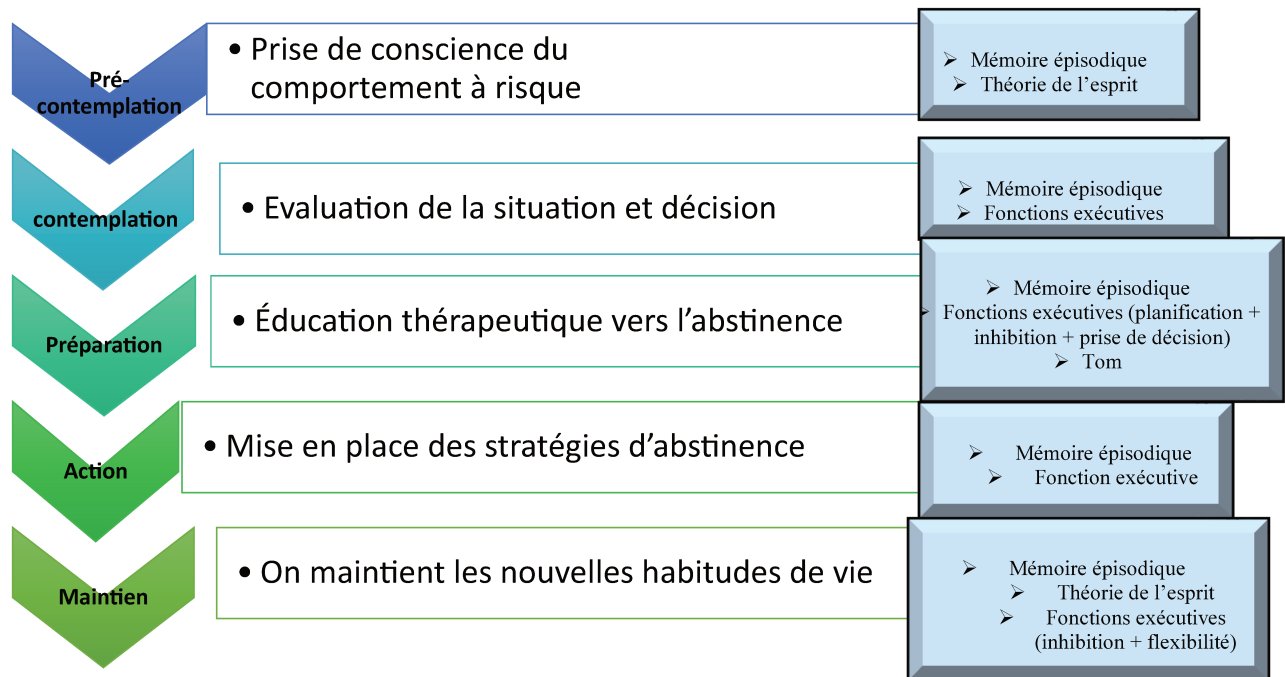 Pré-
contemplation
• Prise de conscience du
comportement à risque
➢ Mémoire épisodique
➢ Théorie de l’esprit
contemplation
• Evaluation de la situation et décision
➢ Mémoire épisodique
➢ Fonctions exécutives
Préparation
• Éducation thérapeutique vers l’abstinence
➢ Mémoire épisodique
➢ Fonctions exécutives (planification +
inhibition + prise de décision)
➢ Tom
Action
• Mise en place des stratégies d’abstinence
➢ Mémoire épisodique
➢ Fonction exécutive
Maintien
• On maintient les nouvelles habitudes de vie
➢ Mémoire épisodique
➢ Théorie de l’esprit
➢ Fonctions exécutives
(inhibition + flexibilité)